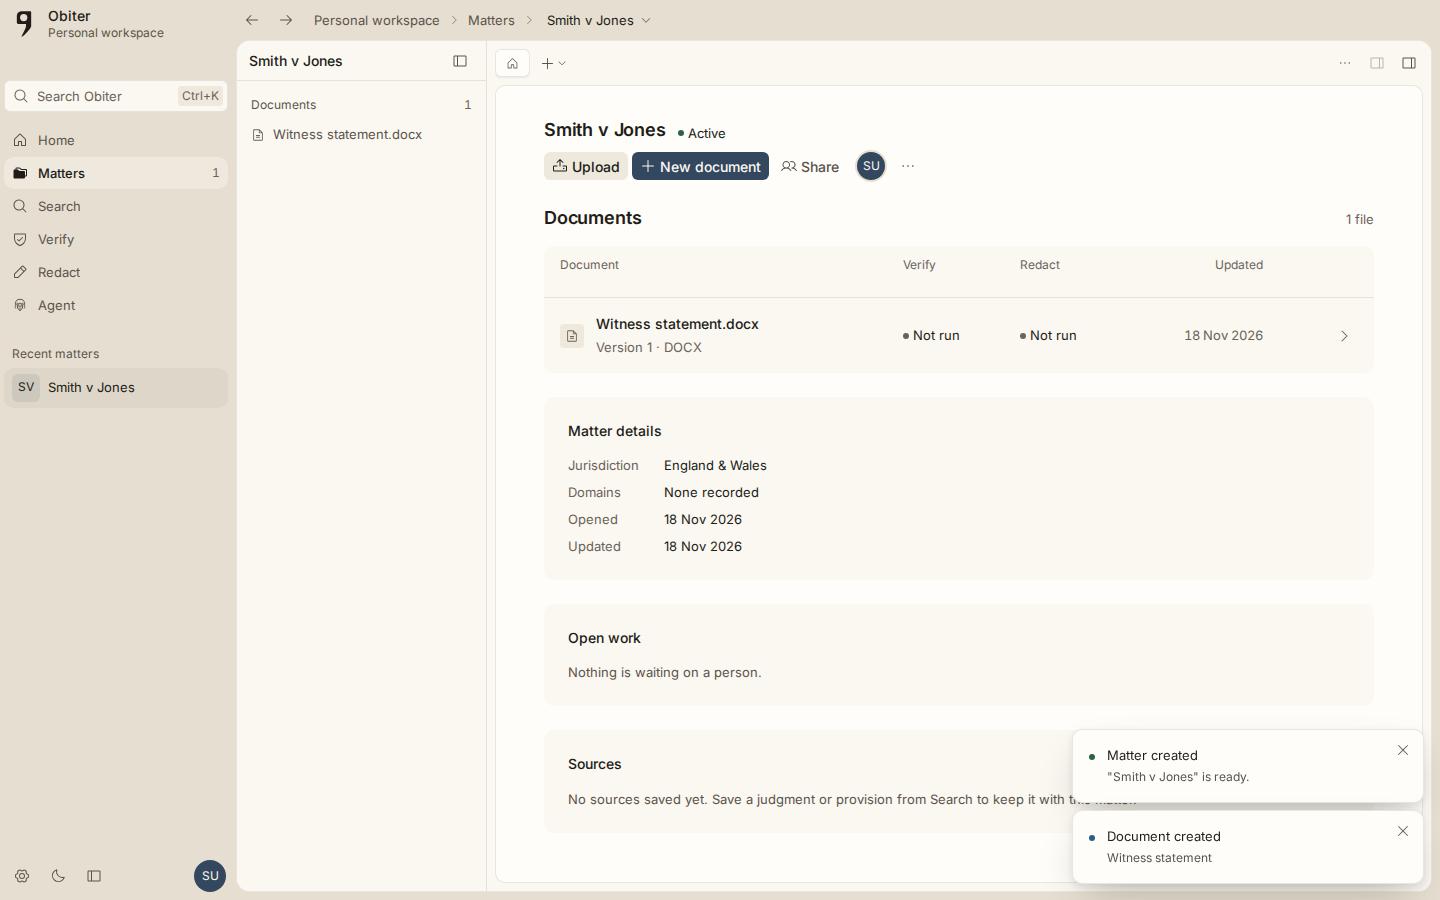 Obiter
Personal workspace
Search Obiter
Ctrl+K
Home
Matters
1
Search
Verify
Redact
Agent
Recent matters
SV
Smith v Jones
SU
Personal workspace
Matters
Smith v Jones
Smith v Jones
Documents
1
Witness statement.docx
Smith v Jones
Active
Upload
New document
Share
SU
Documents
1 file
Document
Verify
Redact
Updated
Witness statement.docx
Version 1 · DOCX
Not run
Not run
18 Nov 2026
Matter details
Jurisdiction
England & Wales
Domains
None recorded
Opened
18 Nov 2026
Updated
18 Nov 2026
Open work
Nothing is waiting on a person.
Sources
No sources saved yet. Save a judgment or provision from Search to keep it with
Matter created
"Smith v Jones" is ready.
Document created
Witness statement